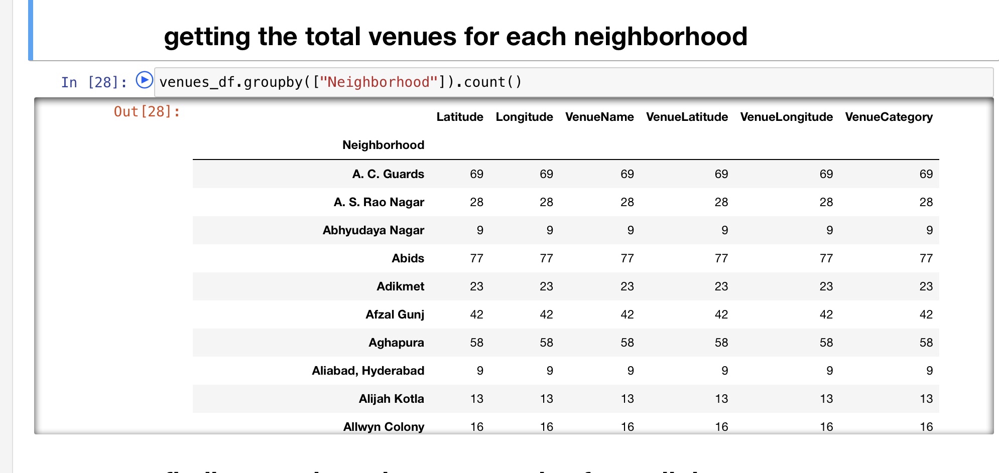 getting the total venues for each neighborhood
In [28]: venues_df.groupby(["Neighborhood"]).count()
Out[28]:
Latitude Longitude VenueName VenueLatitude VenueLongitude VenueCategory
Neighborhood
A. C. Guards 69 69 69 69 69 69
A. S. Rao Nagar 28 28 28 28 28 28
Abhyudaya Nagar 9 9 9 9 9 9
Abids 77 77 77 77 77 77
Adikmet 23 23 23 23 23 23
Afzal Gunj 42 42 42 42 42 42
Aghapura 58 58 58 58 58 58
Aliabad, Hyderabad 9 9 9 9 9 9
Alijah Kotla 13 13 13 13 13 13
Allwyn Colony 16 16 16 16 16 16